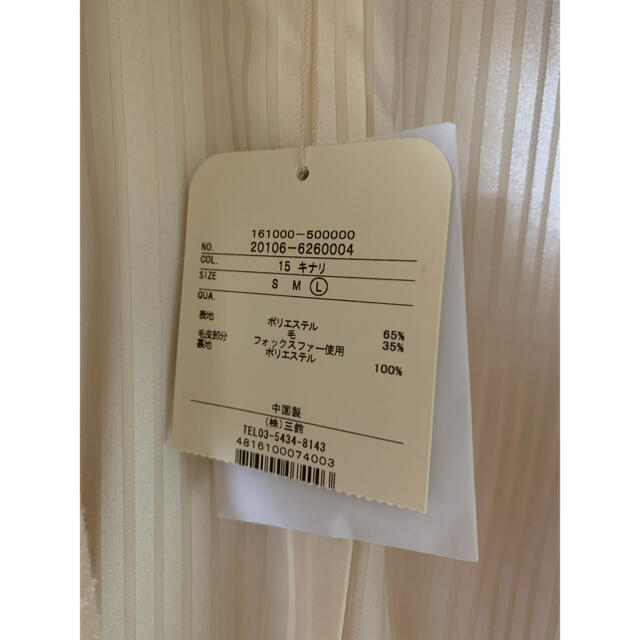 161000-500000
NO. 20106-6260004
COL. 15 キナリ
SIZE S M L
QUA.
表地 ポリエステル 65%
毛 35%
毛皮部分 フォックスファー使用
裏地 ポリエステル 100%
中国製
(株)三鈴
TEL03-5434-8143
4816100074003